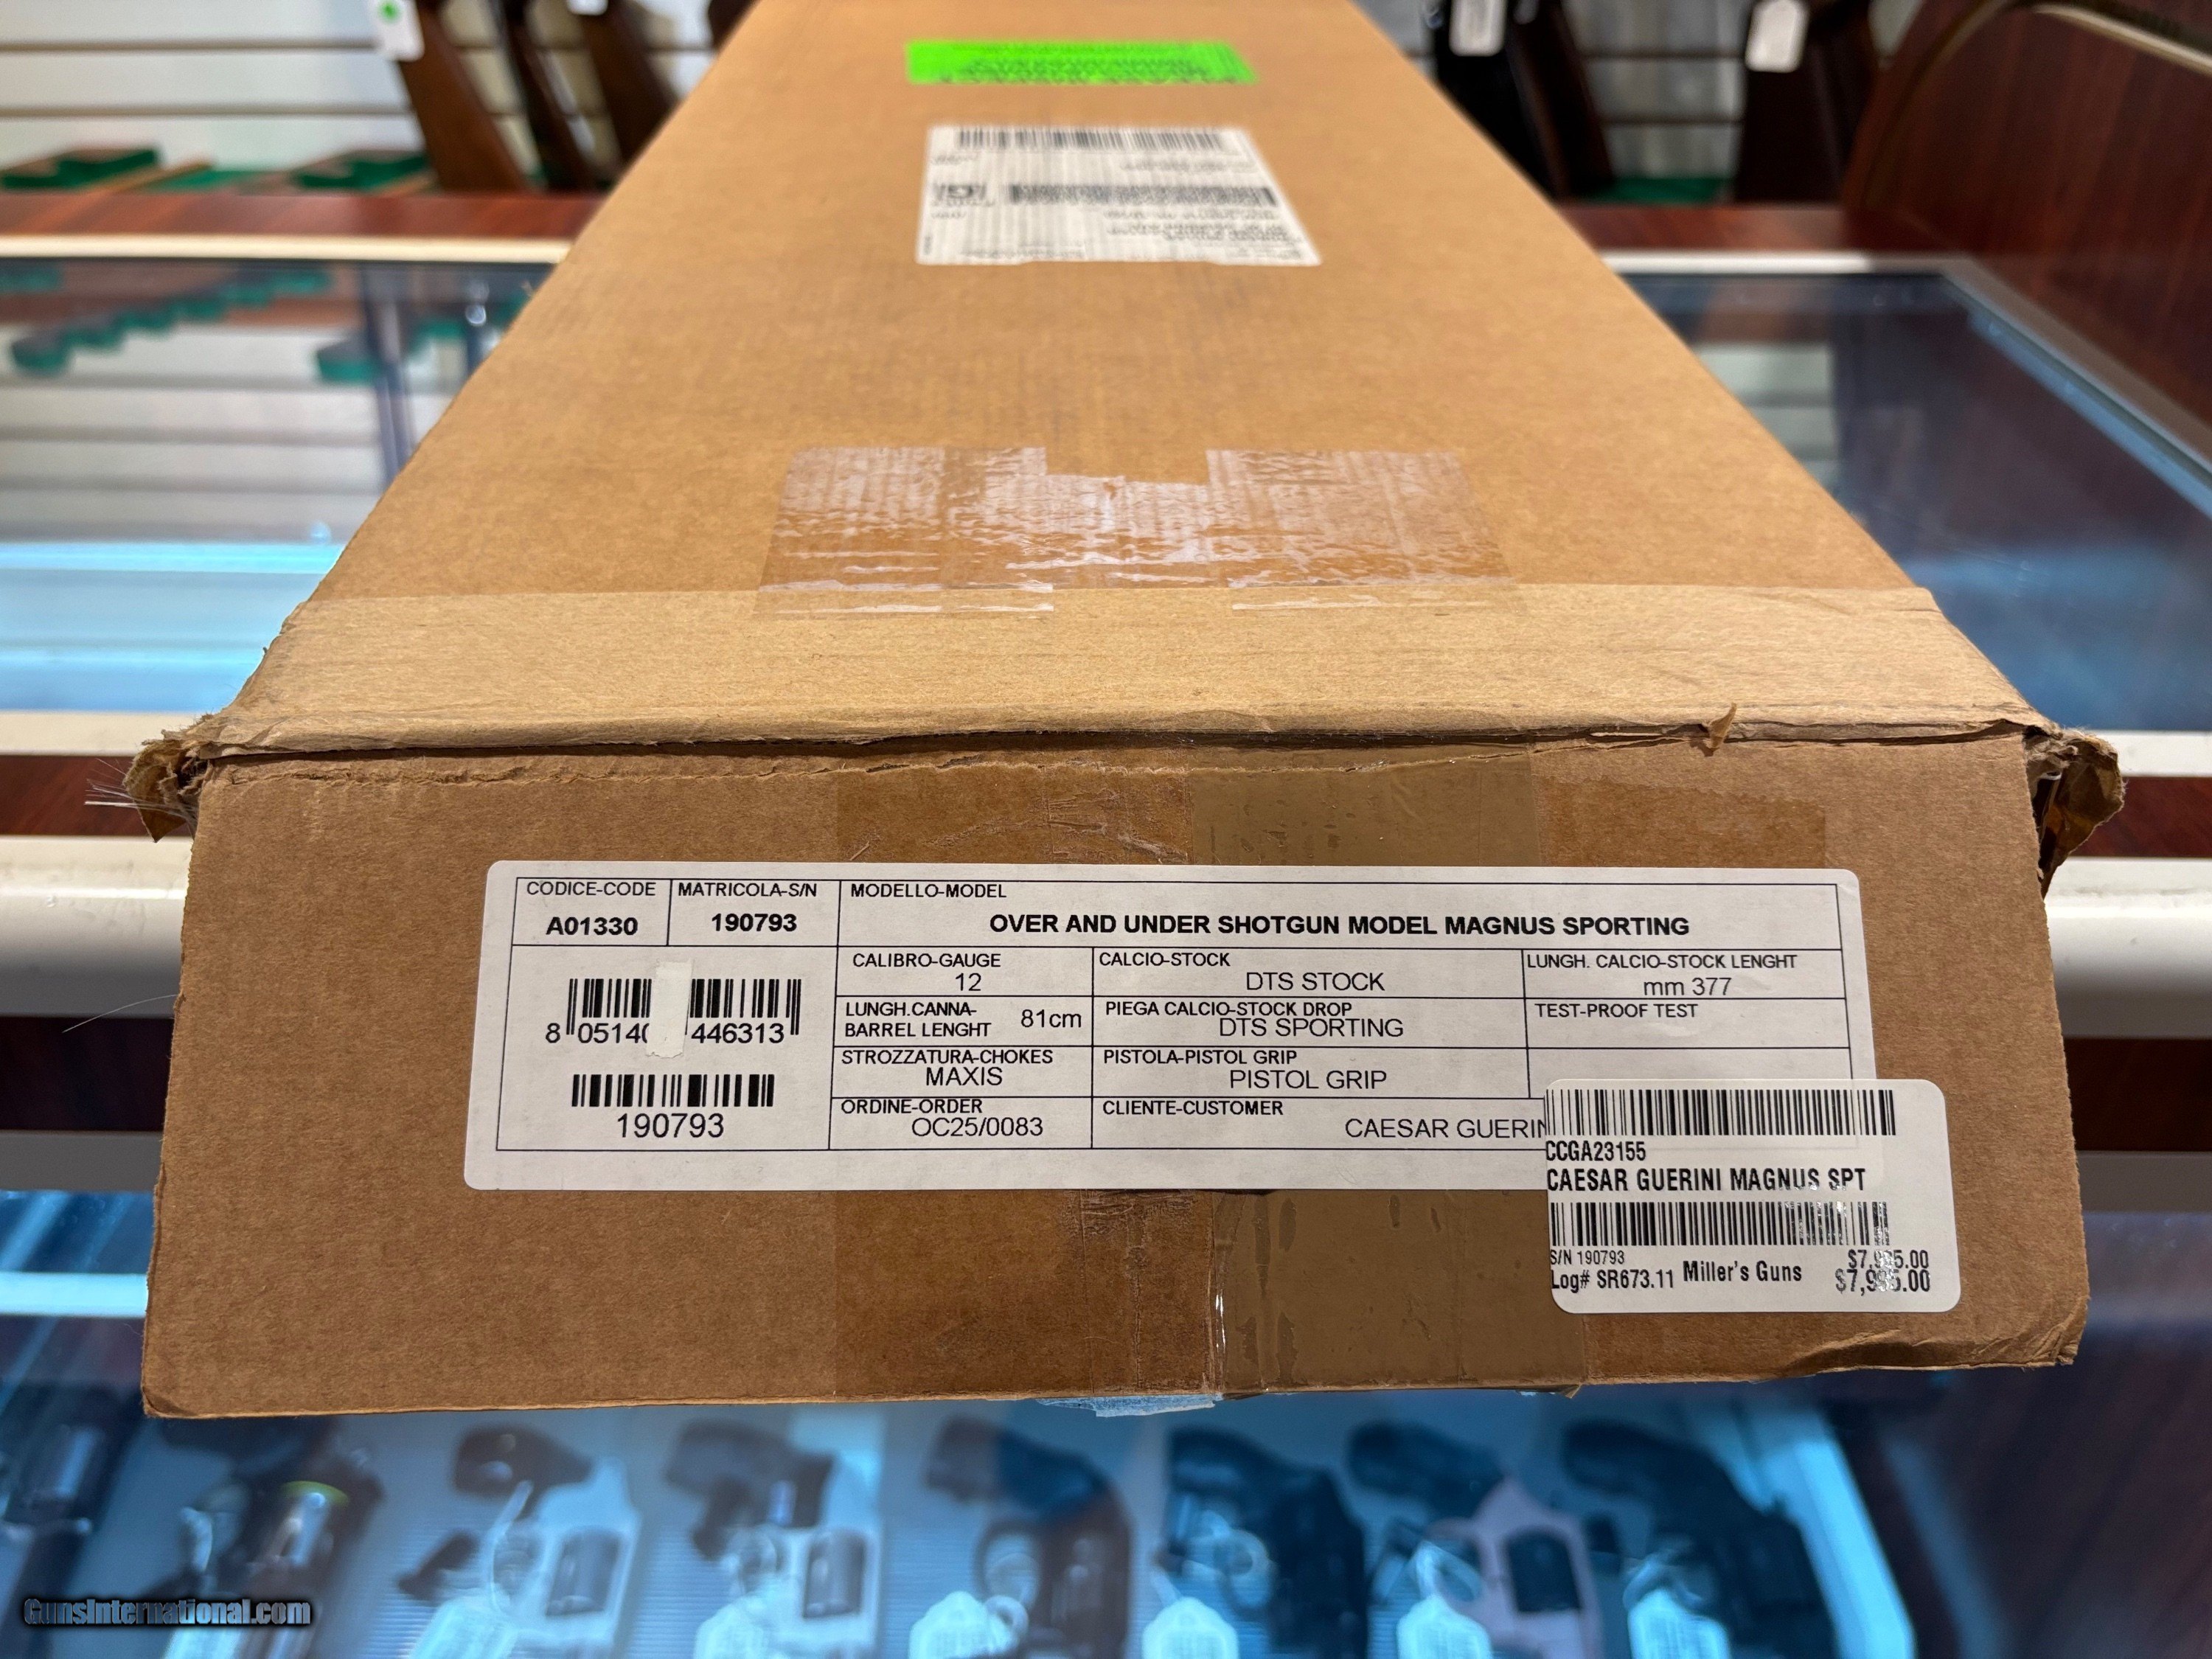 CODICE-CODE
A01330
MATRICOLA-S/N
190793
MODELLO-MODEL
OVER AND UNDER SHOTGUN MODEL MAGNUS SPORTING
CALIBRO-GAUGE
12
CALCIO-STOCK
DTS STOCK
LUNGH. CALCIO-STOCK LENGHT
mm 377
LUNGH.CANNA-
BARREL LENGHT
81cm
PIEGA CALCIO-STOCK DROP
DTS SPORTING
TEST-PROOF TEST
STROZZATURA-CHOKES
MAXIS
PISTOLA-PISTOL GRIP
PISTOL GRIP
ORDINE-ORDER
OC25/0083
CLIENTE-CUSTOMER
CAESAR
8 05140 446313
190793
CCGA23155
CAESAR GUERINI MAGNUS SPT
S/N 190793
Log# SR673.11 Miller's Guns
GunsInternational.com